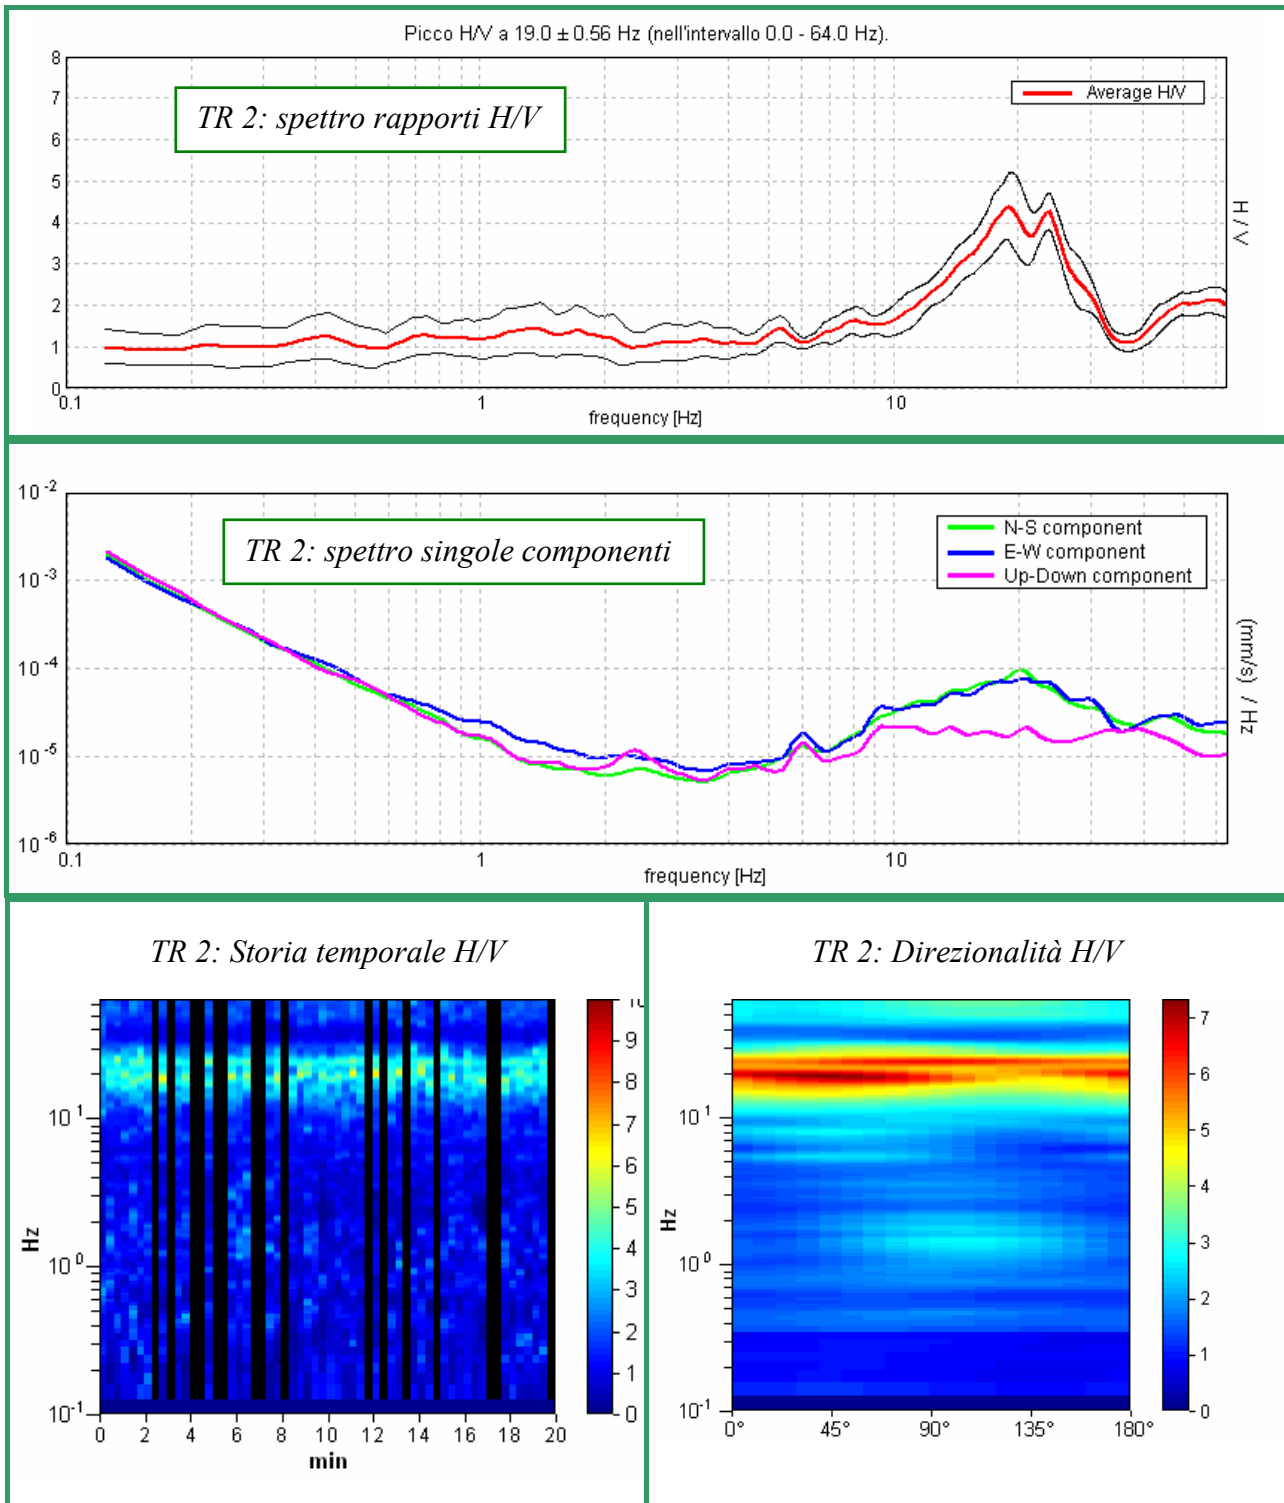 Picco H/V a 19.0 ± 0.56 Hz (nell'intervallo 0.0 - 64.0 Hz).
8
7
6
5
4
3
2
1
0
TR 2: spettro rapporti H/V
Average H/V
H / V
0.1 1 10
frequency [Hz]
10 -2
10 -3
10 -4
10 -5
10 -6
TR 2: spettro singole componenti
N-S component
E-W component
Up-Down component
(mm/s) / Hz
0.1 1 10
frequency [Hz]
TR 2: Storia temporale H/V
10 1
10 0
10 -1
Hz
0 2 4 6 8 10 12 14 16 18 20
min
9
8
7
6
5
4
3
2
1
0
TR 2: Direzionalità H/V
10 1
10 0
10 -1
Hz
0° 45° 90° 135° 180°
7
6
5
4
3
2
1
0